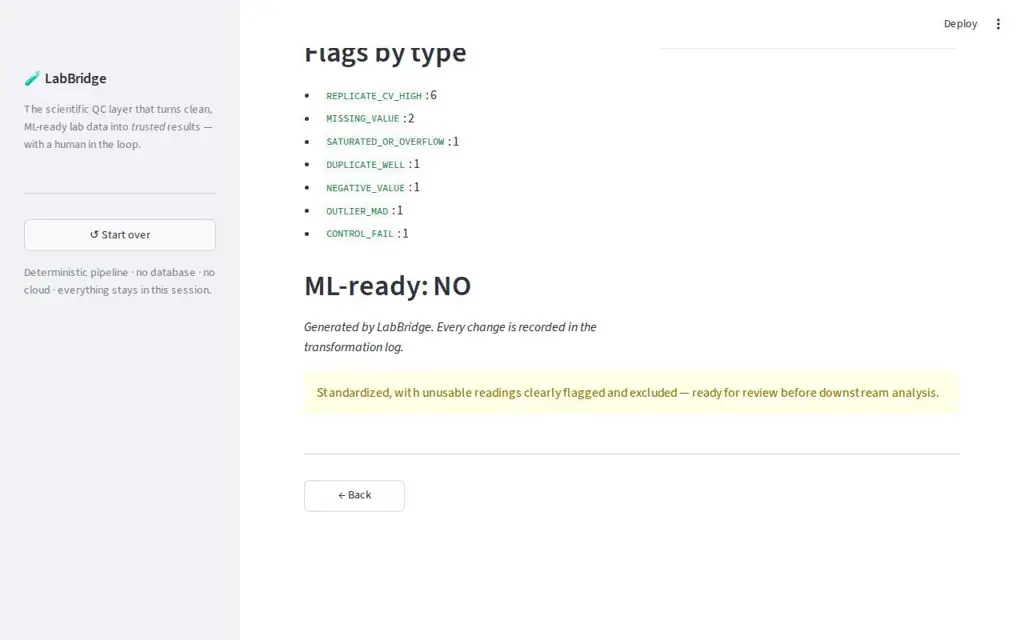 Deploy
🧪 LabBridge
The scientific QC layer that turns clean,
ML-ready lab data into trusted results —
with a human in the loop.
↺ Start over
Deterministic pipeline · no database · no
cloud · everything stays in this session.
Flags by type
• REPLICATE_CV_HIGH : 6
• MISSING_VALUE : 2
• SATURATED_OR_OVERFLOW : 1
• DUPLICATE_WELL : 1
• NEGATIVE_VALUE : 1
• OUTLIER_MAD : 1
• CONTROL_FAIL : 1
ML-ready: NO
Generated by LabBridge. Every change is recorded in the
transformation log.
Standardized, with unusable readings clearly flagged and excluded — ready for review before downstream analysis.
← Back